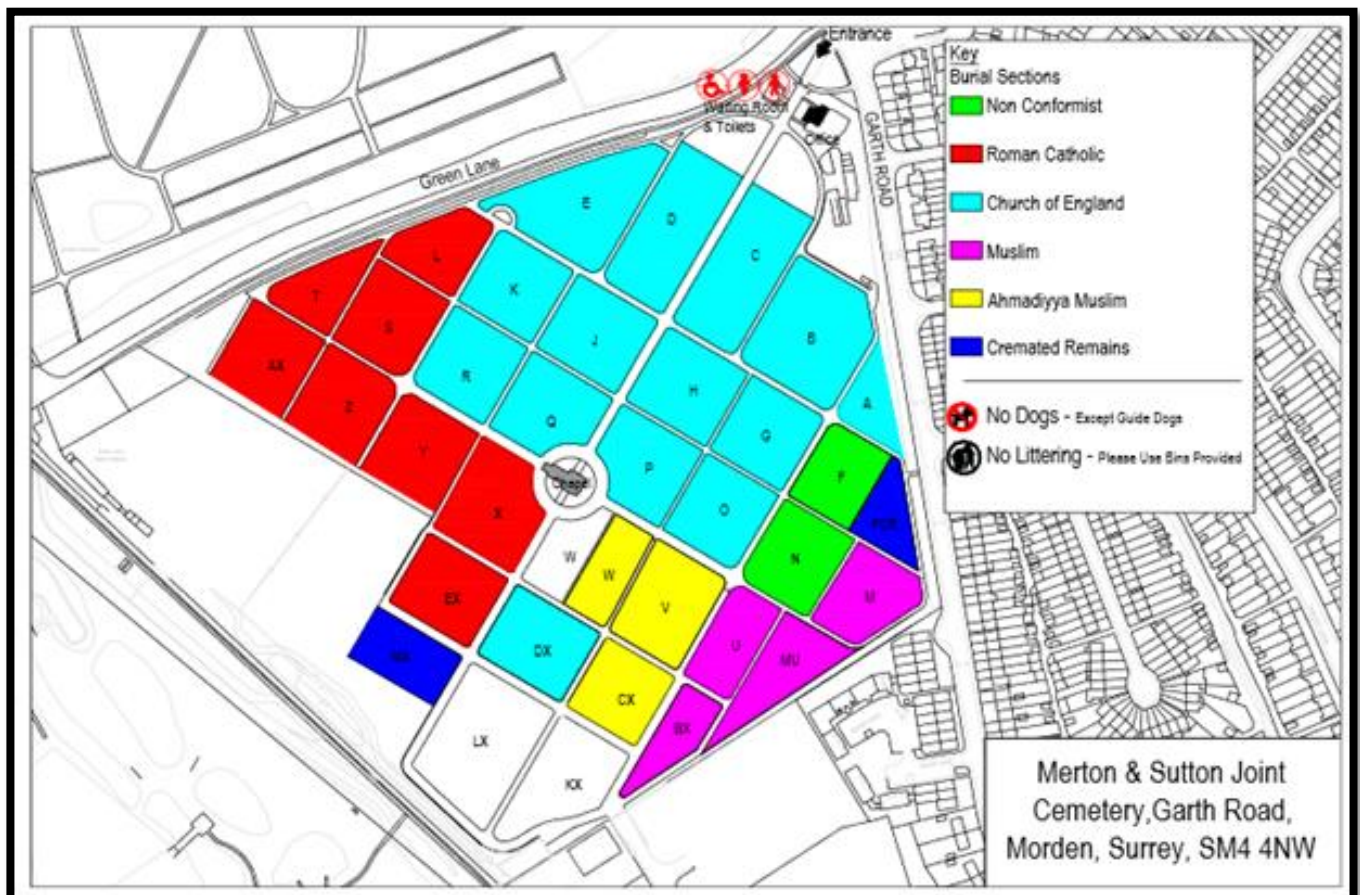 Entrance
Waiting Room
& Toilets
Office
GARTH ROAD
Green Lane
Key
Burial Sections
Non Conformist
Roman Catholic
Church of England
Muslim
Ahmadiyya Muslim
Cremated Remains
No Dogs - Except Guide Dogs
No Littering - Please Use Bins Provided
E
D
C
L
K
T
S
J
B
AX
R
H
A
Z
Q
G
Y
P
F
X
Chapel
O
W
W
N
EX
V
M
DX
U
MU
CX
BX
LX
KX
Merton & Sutton Joint
Cemetery,Garth Road,
Morden, Surrey, SM4 4NW